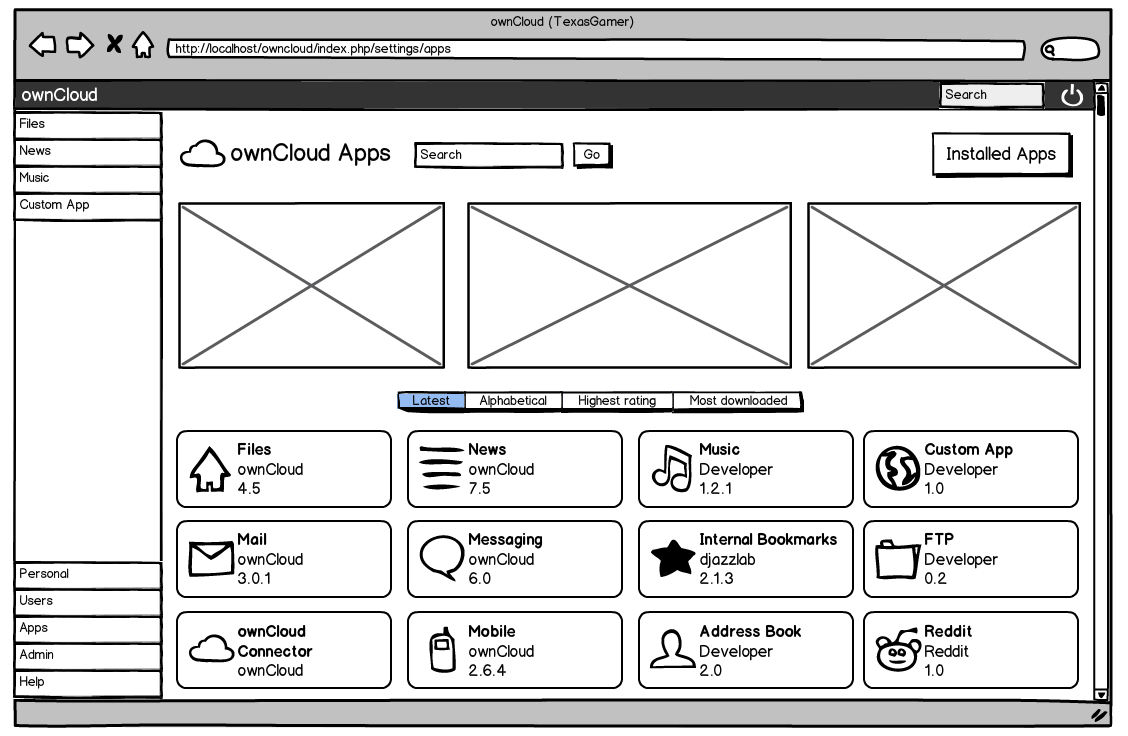 ownCloud (TexasGamer)
http://localhost/owncloud/index.php/settings/apps
ownCloud
Search
Files
News
Music
Custom App
Personal
Users
Apps
Admin
Help
ownCloud Apps
Search
Go
Installed Apps
Latest
Alphabetical
Highest rating
Most downloaded
Files
ownCloud
4.5
News
ownCloud
7.5
Music
Developer
1.2.1
Custom App
Developer
1.0
Mail
ownCloud
3.0.1
Messaging
ownCloud
6.0
Internal Bookmarks
djazzlab
2.1.3
FTP
Developer
0.2
ownCloud
Connector
ownCloud
Mobile
ownCloud
2.6.4
Address Book
Developer
2.0
Reddit
Reddit
1.0